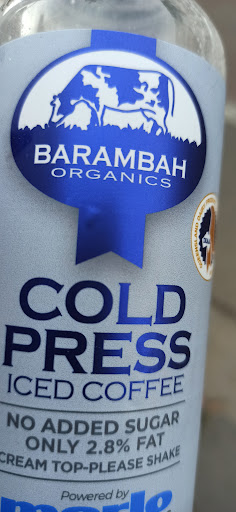 BARAMBAH
ORGANICS
COLD
PRESS
ICED COFFEE
NO ADDED SUGAR
ONLY 2.8% FAT
CREAM TOP-PLEASE SHAKE
Powered by
merlo